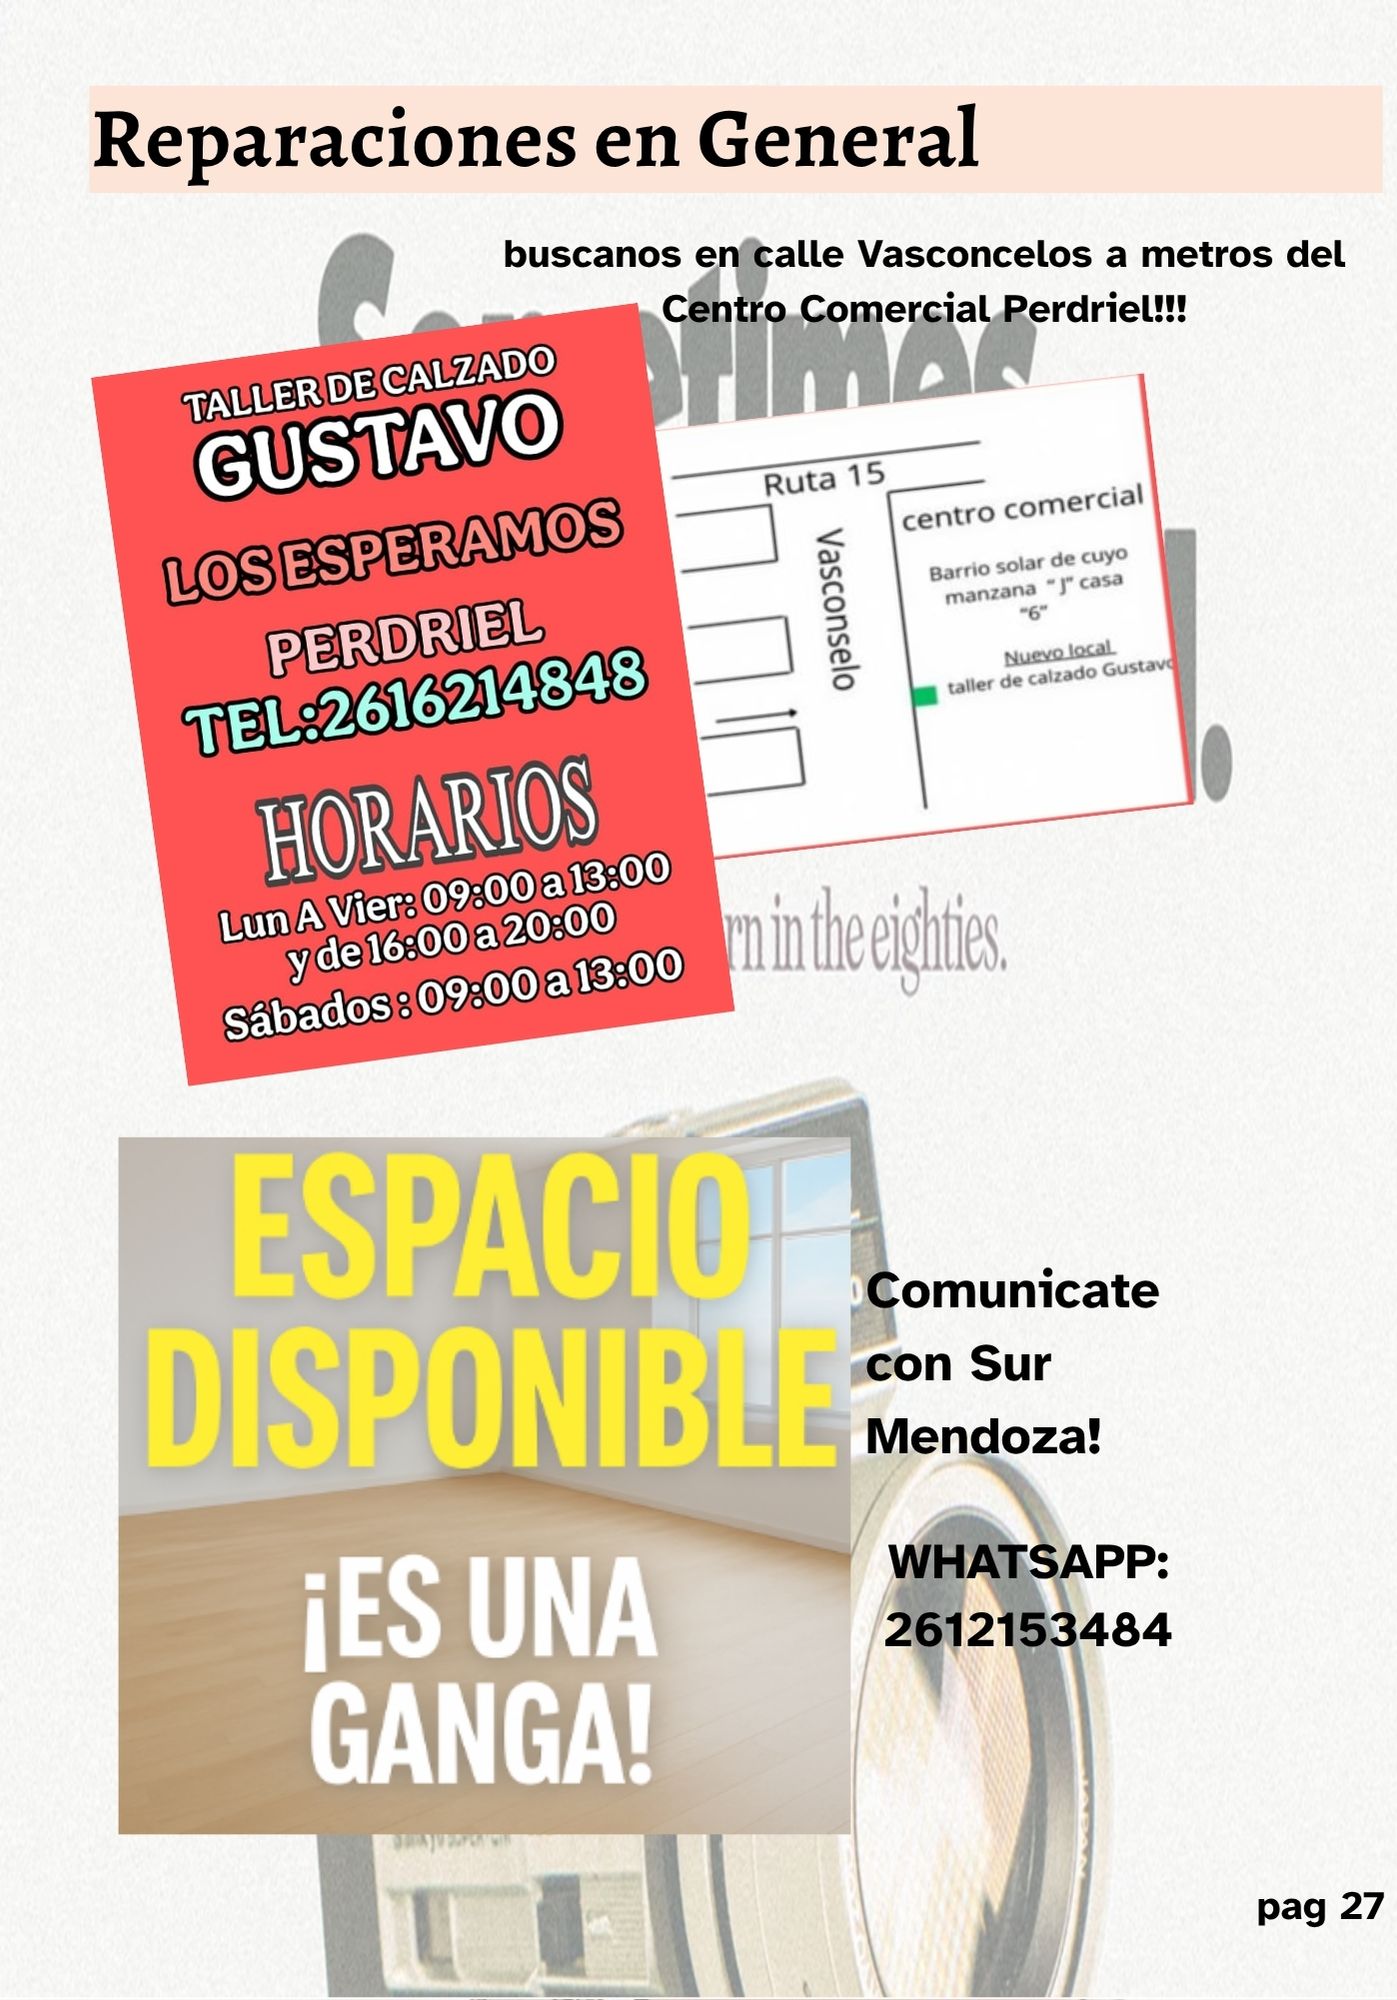 Reparaciones en General
buscanos en calle Vasconcelos a metros del
Centro Comercial Perdriel!!!
TALLER DE CALZADO
GUSTAVO
LOS ESPERAMOS
PERDRIEL
TEL:2616214848
HORARIOS
Lun A Vier: 09:00 a 13:00
y de 16:00 a 20:00
Sábados : 09:00 a 13:00
Ruta 15
Vasconselo
centro comercial
Barrio solar de cuyo
manzana " J" casa
"6"
Nuevo local
taller de calzado Gustavo
in the eighties.
ESPACIO
DISPONIBLE
¡ES UNA
GANGA!
Comunicate
con Sur
Mendoza!
WHATSAPP:
2612153484
pag 27